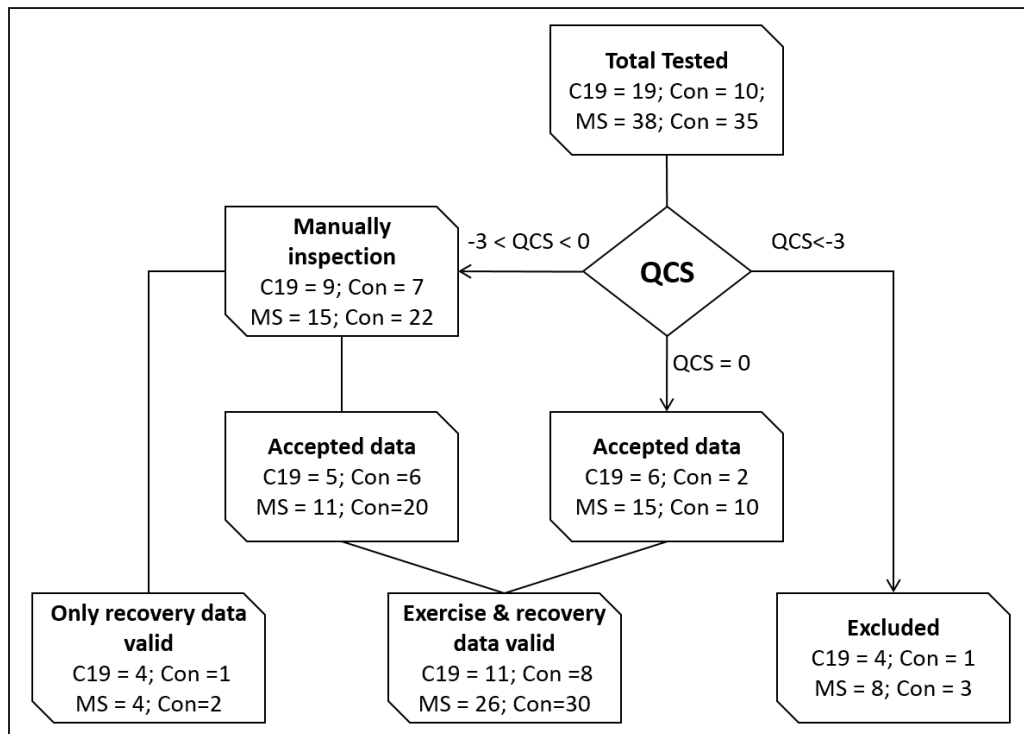 Total Tested
C19 = 19; Con = 10;
MS = 38; Con = 35
Manually
inspection
C19 = 9; Con = 7
MS = 15; Con = 22
-3 < QCS < 0
QCS
QCS<-3
QCS = 0
Accepted data
C19 = 5; Con =6
MS = 11; Con=20
Accepted data
C19 = 6; Con = 2
MS = 15; Con = 10
Only recovery data
valid
C19 = 4; Con =1
MS = 4; Con=2
Exercise & recovery
data valid
C19 = 11; Con =8
MS = 26; Con=30
Excluded
C19 = 4; Con = 1
MS = 8; Con = 3